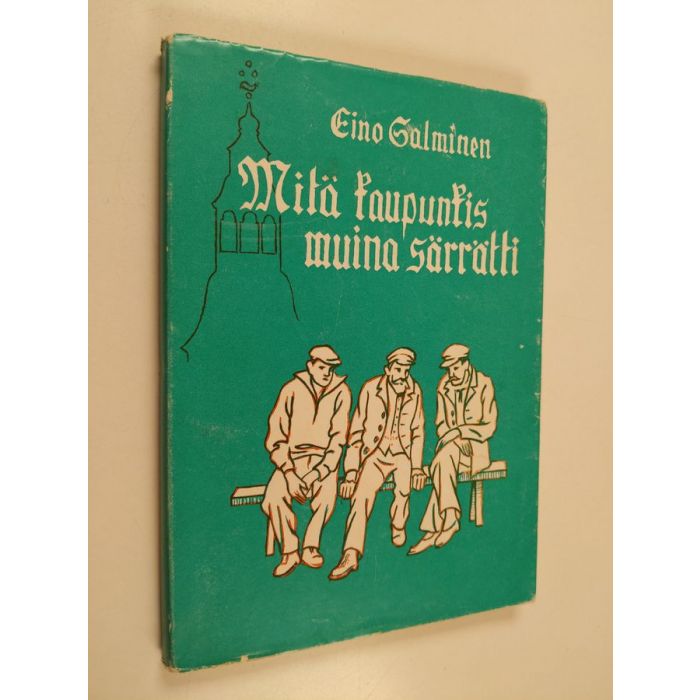 Eino Salminen
Mitä kaupunkis
muina särrätti